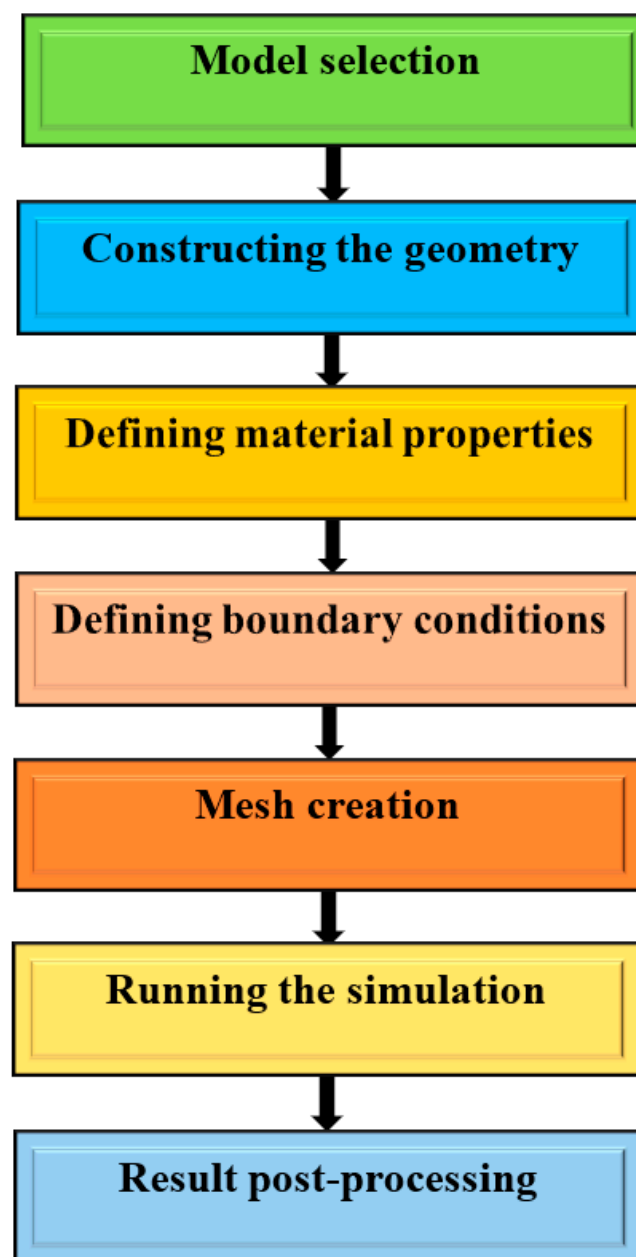 Model selection
Constructing the geometry
Defining material properties
Defining boundary conditions
Mesh creation
Running the simulation
Result post-processing